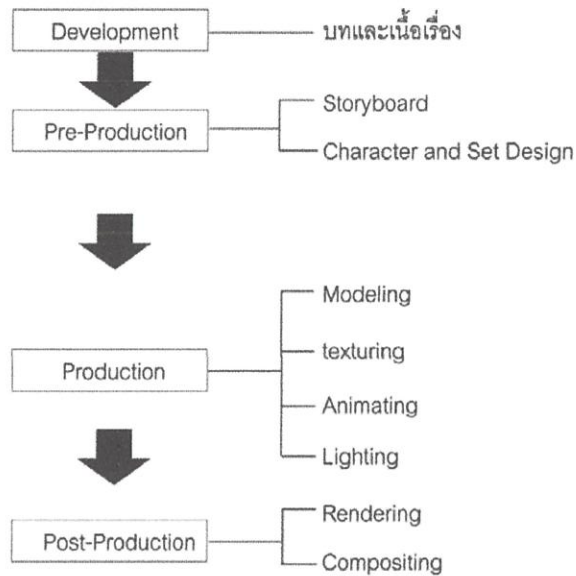 Development
บทและเนื้อเรื่อง
Pre-Production
Storyboard
Character and Set Design
Production
Modeling
texturing
Animating
Lighting
Post-Production
Rendering
Compositing